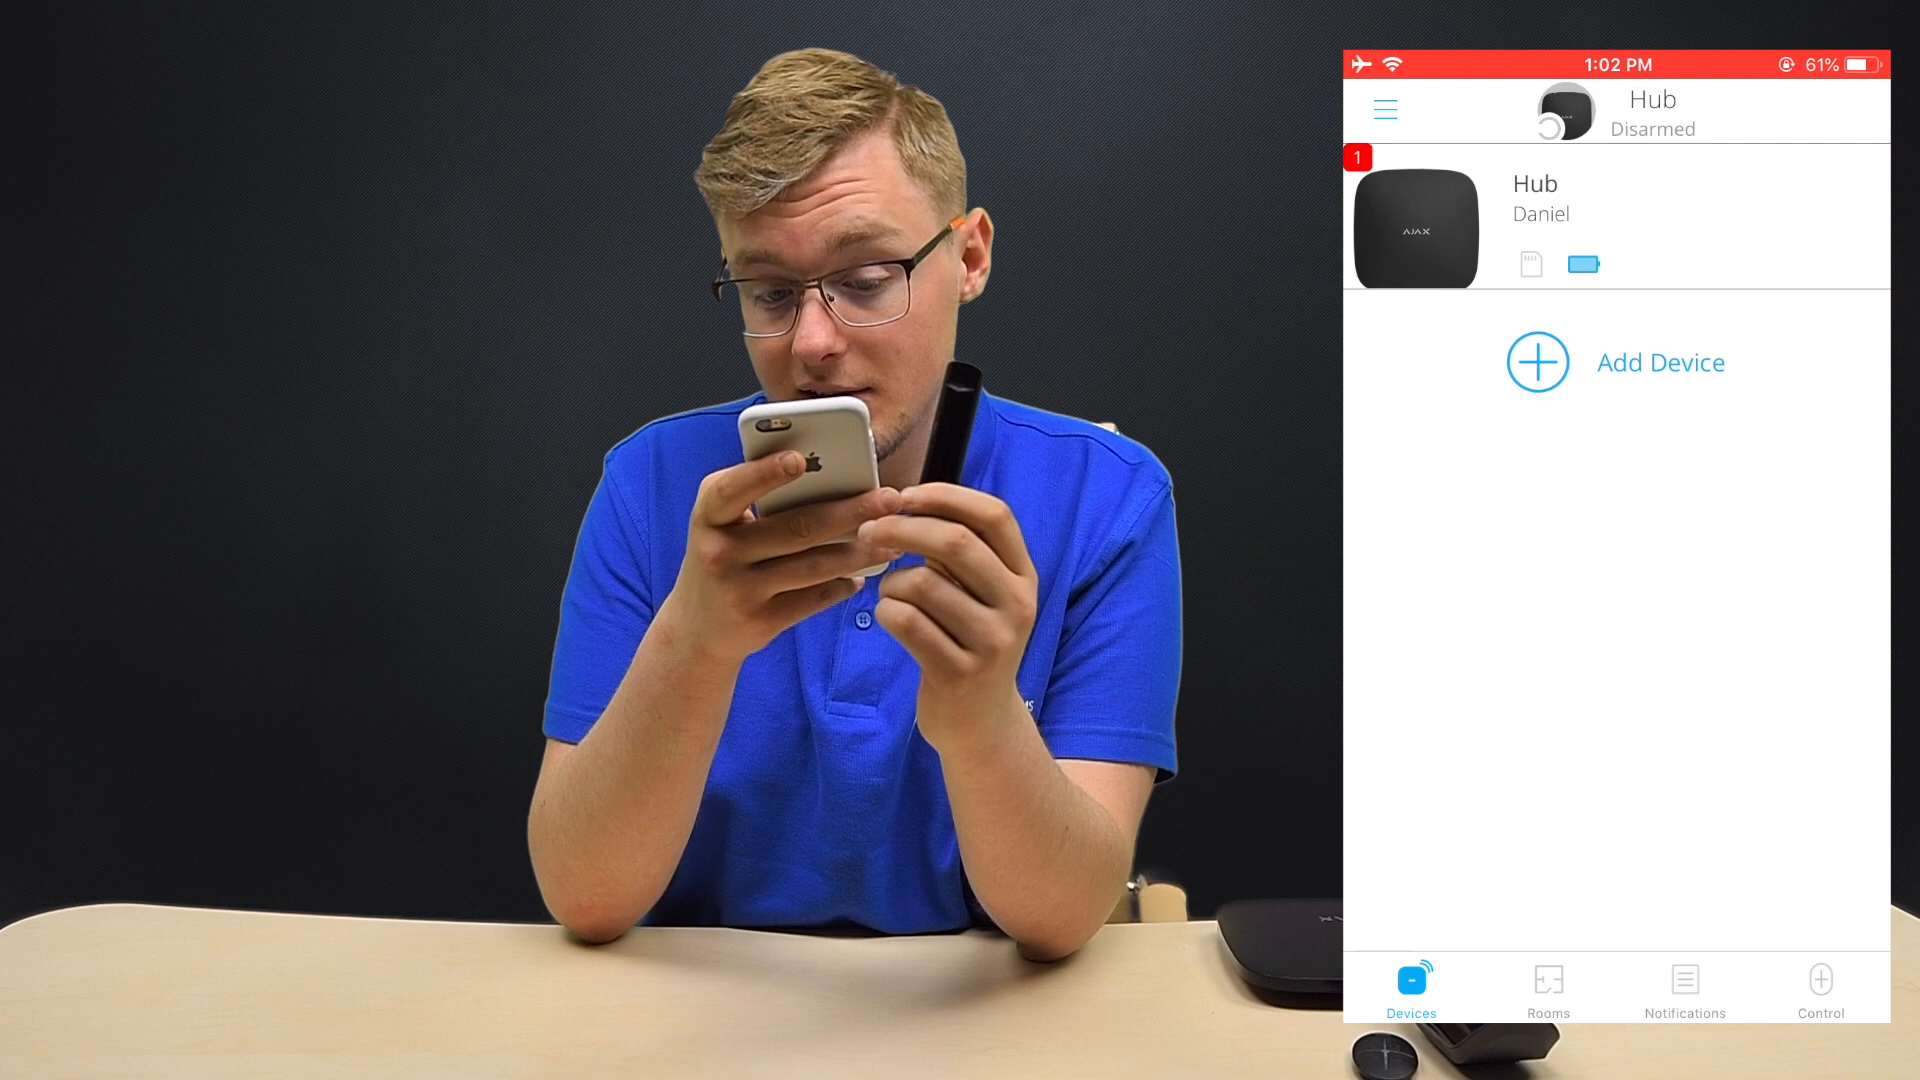 1:02 PM
61%
Hub
Disarmed
1
AJAX
Hub
Daniel
Add Device
Devices
Rooms
Notifications
Control